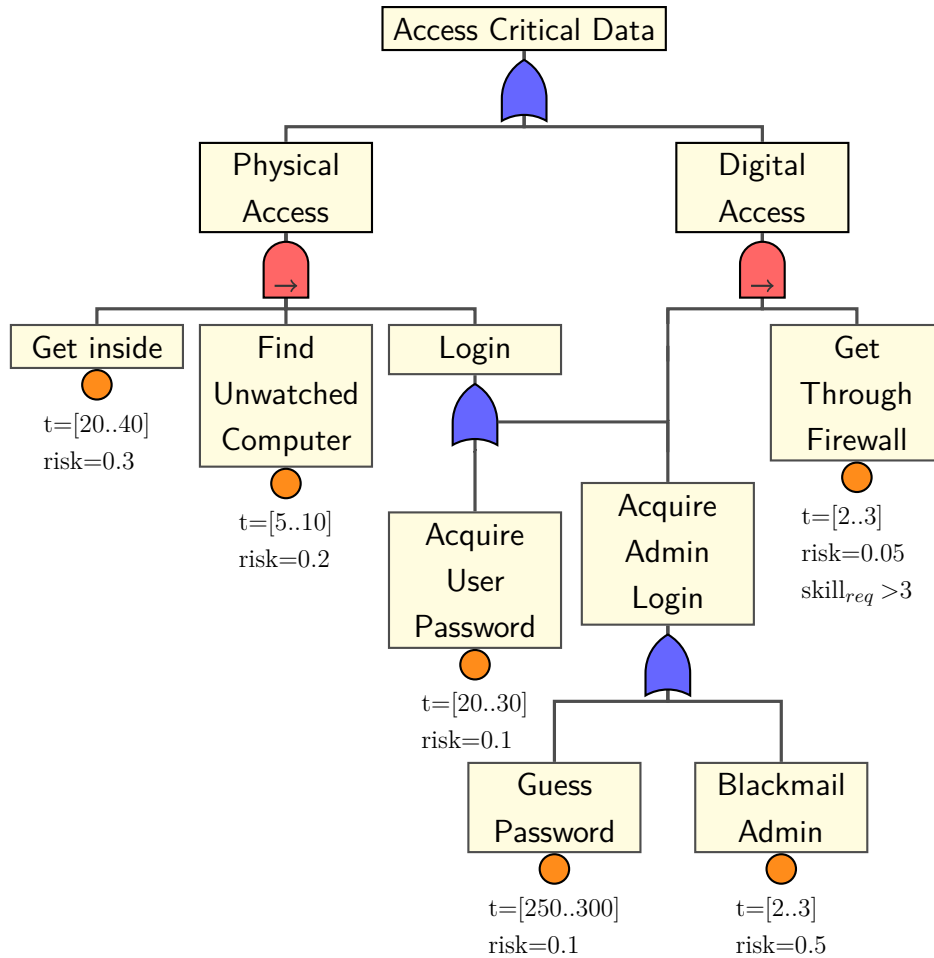 Access Critical Data
Physical
Access
Digital
Access
→
→
Get inside
t=[20..40]
risk=0.3
Find
Unwatched
Computer
t=[5..10]
risk=0.2
Login
Get
Through
Firewall
t=[2..3]
risk=0.05
skill_req >3
Acquire
User
Password
t=[20..30]
risk=0.1
Acquire
Admin
Login
Guess
Password
t=[250..300]
risk=0.1
Blackmail
Admin
t=[2..3]
risk=0.5